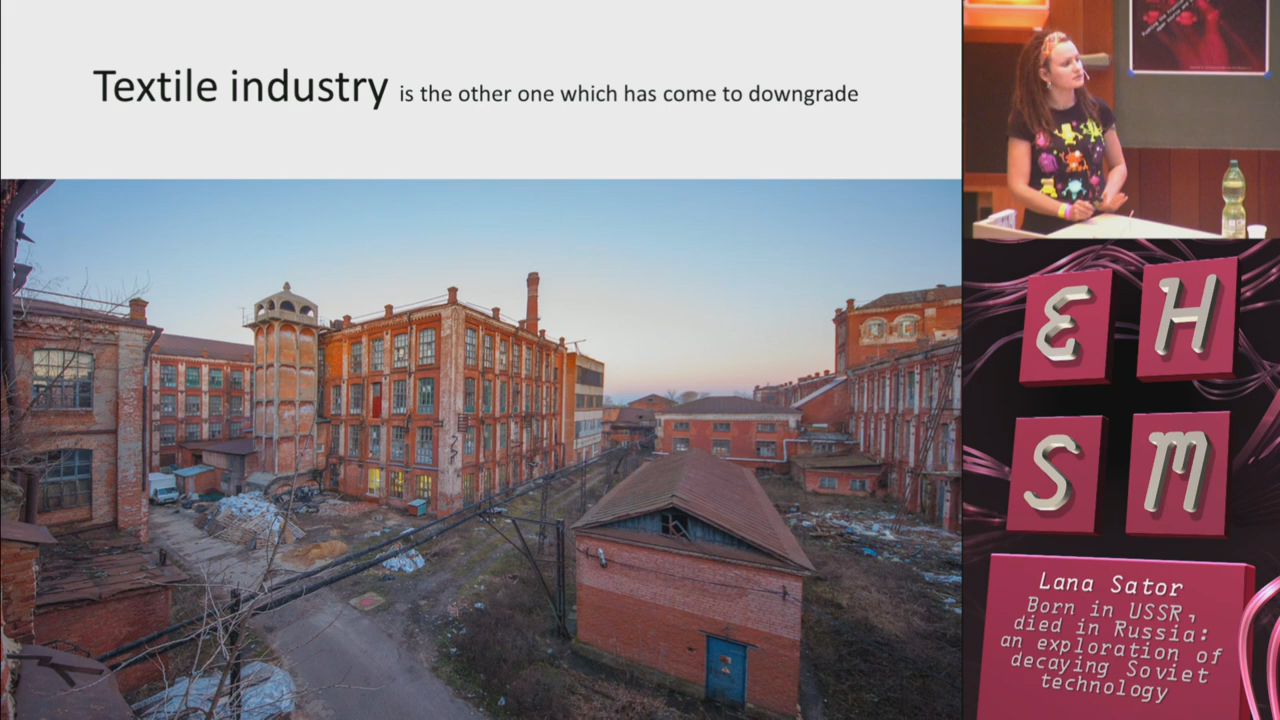 Textile industry is the other one which has come to downgrade
E H
S M
Lana Sator
Born in USSR,
died in Russia:
an exploration of
decaying Soviet
technology